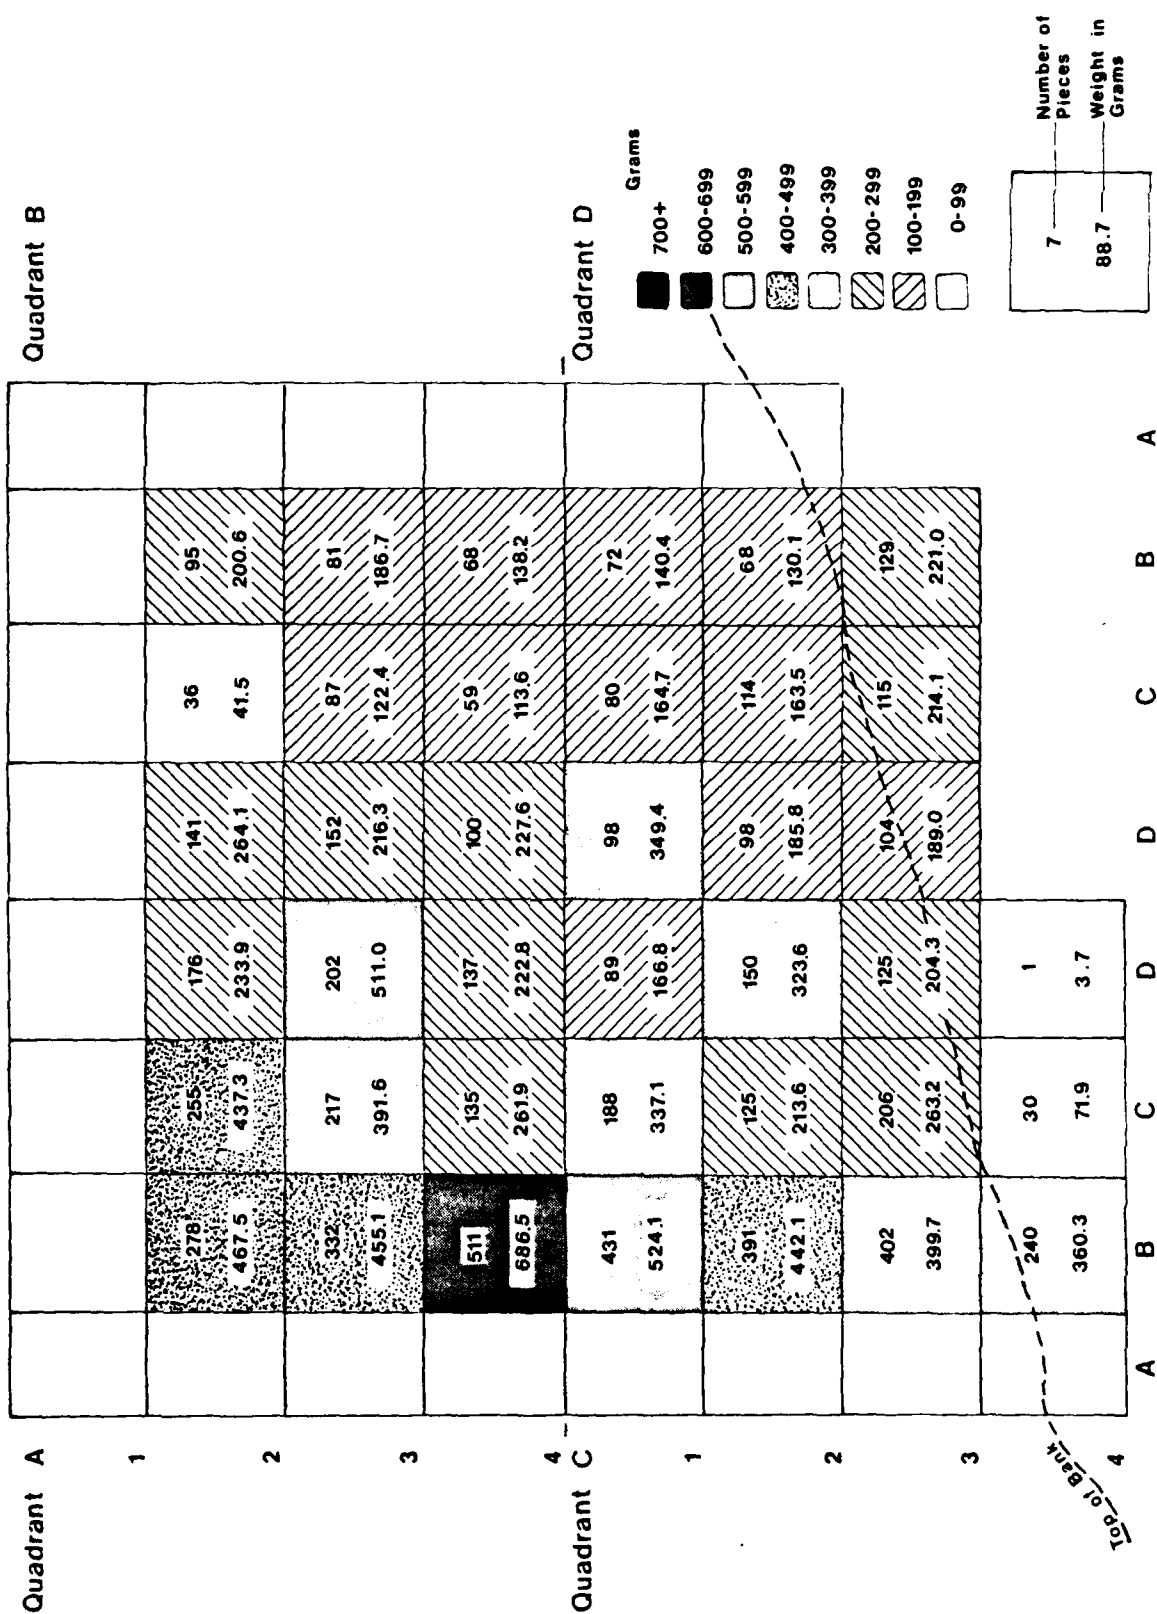 Quadrant A Quadrant B
1
278 255 176 141 36 95
467.5 437.3 233.9 264.1 41.5 200.6
2
332 217 202 152 87 81
455.1 391.6 511.0 216.3 122.4 186.7
3
511 135 137 100 59 68
686.5 261.9 222.8 227.6 113.6 138.2
4
Quadrant C Quadrant D
431 188 89 98 80 72
524.1 337.1 166.8 349.4 164.7 140.4
1
391 125 150 98 114 68
442.1 213.6 323.6 185.8 163.5 130.1
2
402 206 125 104 115 129
399.7 263.2 204.3 189.0 214.1 221.0
3
240 30 1
360.3 71.9 3.7
4
Top of Bank
A B C D D C B A
Grams
700+
600-699
500-599
400-499
300-399
200-299
100-199
0-99
7 Number of
Pieces
88.7 Weight in
Grams